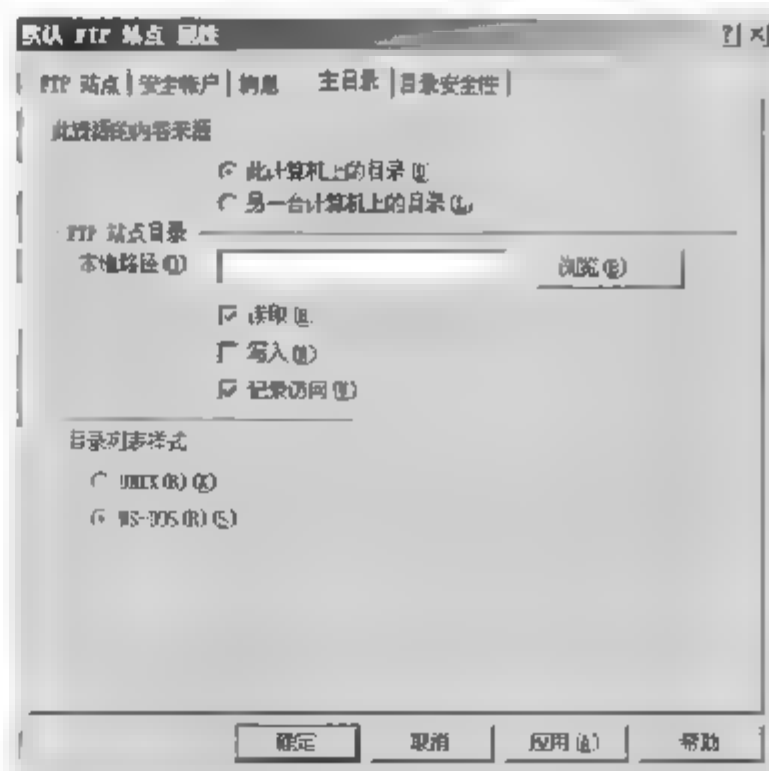 默认 FTP 站点 属性
FTP 站点 安全帐户 消息 主目录 目录安全性
此资源的内容来源
此计算机上的目录(D)
另一台计算机上的目录(L)
FTP 站点目录
本地路径(O) 浏览(R)
读取(R)
写入(W)
记录访问(V)
目录列表样式
UNIX(R)(X)
MS-DOS(R)(S)
确定 取消 应用(A) 帮助